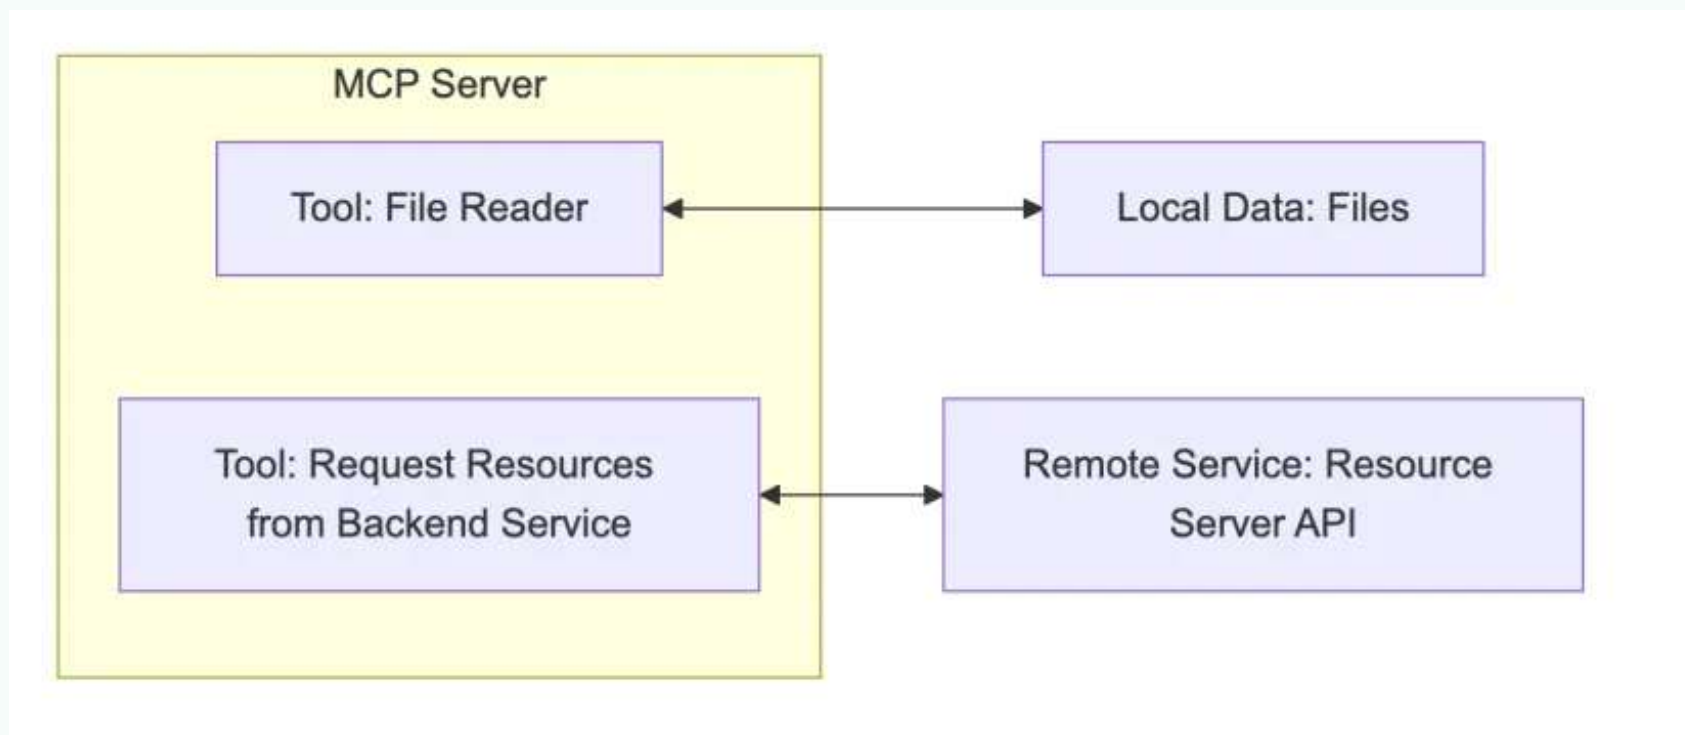 MCP Server
Tool: File Reader
Local Data: Files
Tool: Request Resources
from Backend Service
Remote Service: Resource
Server API